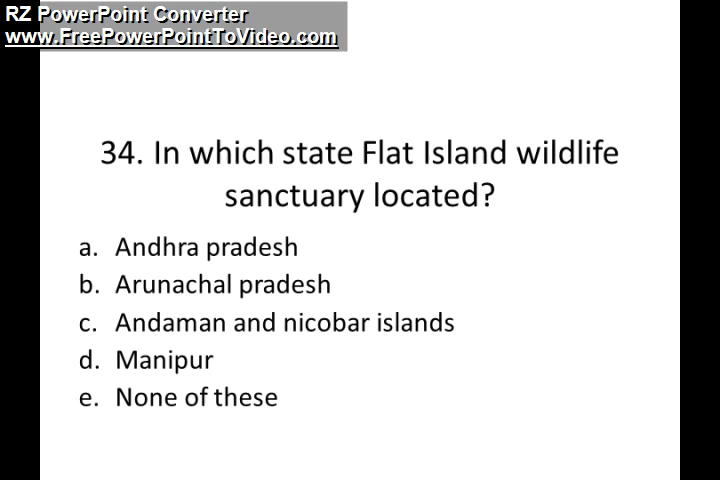 RZ PowerPoint Converter
www.FreePowerPointToVideo.com
34. In which state Flat Island wildlife
sanctuary located?
a. Andhra pradesh
b. Arunachal pradesh
c. Andaman and nicobar islands
d. Manipur
e. None of these